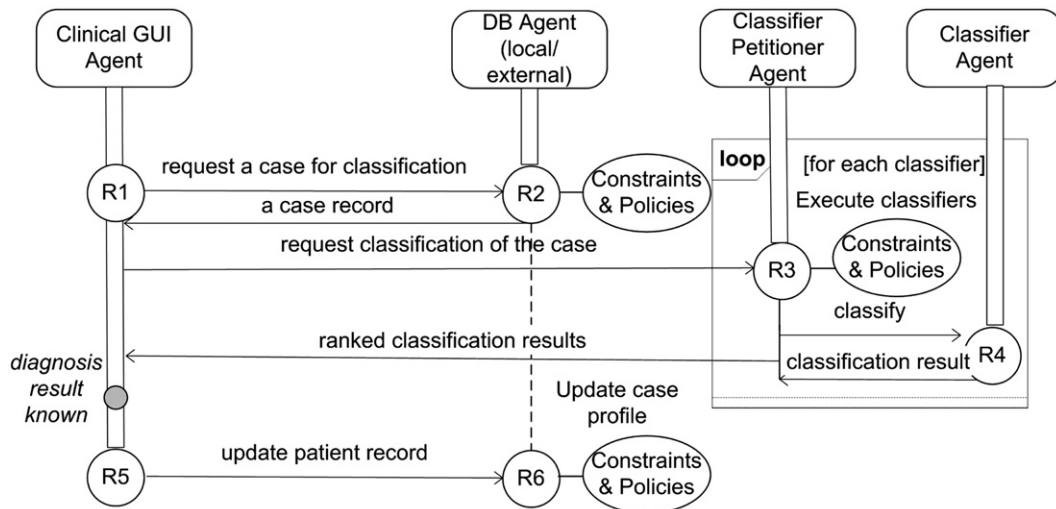 Clinical GUI
Agent
DB Agent
(local/
external)
Classifier
Petitioner
Agent
Classifier
Agent
loop
[for each classifier]
request a case for classification
R1
R2
Constraints
& Policies
Execute classifiers
a case record
request classification of the case
R3
Constraints
& Policies
classify
ranked classification results
R4
classification result
diagnosis
result
known
Update case
profile
update patient record
R5
R6
Constraints
& Policies